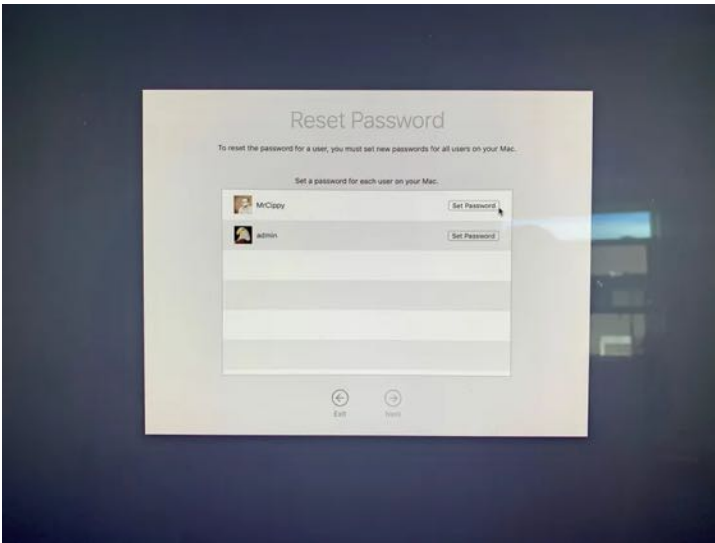 Reset Password
To reset the password for a user, you must set new passwords for all users on your Mac.
Set a password for each user on your Mac.
MrCippy Set Password
admin Set Password
Exit Next